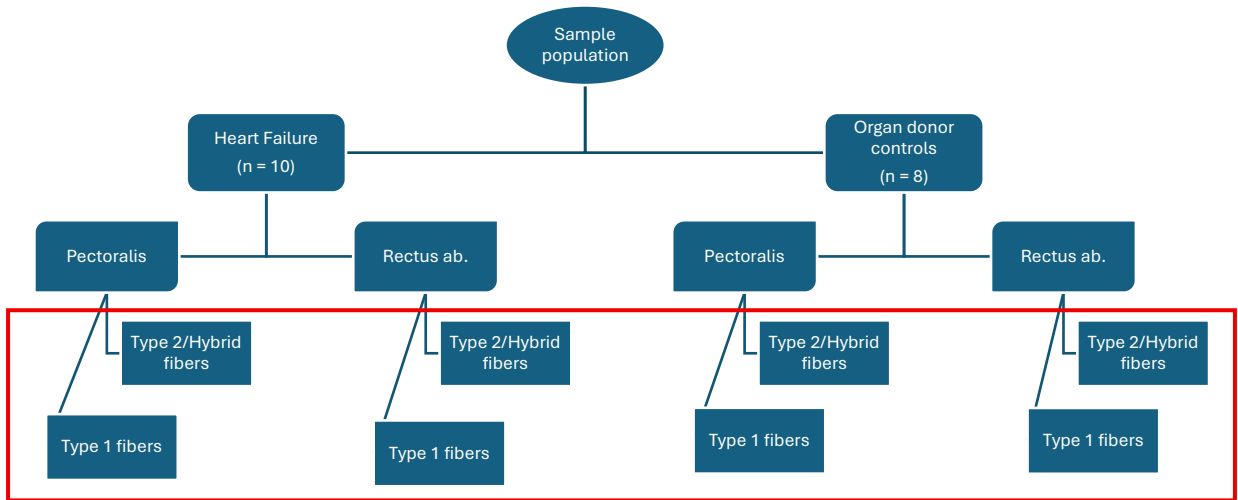 Sample
population
Heart Failure
(n = 10)
Organ donor
controls
(n = 8)
Pectoralis
Rectus ab.
Pectoralis
Rectus ab.
Type 2/Hybrid
fibers
Type 2/Hybrid
fibers
Type 2/Hybrid
fibers
Type 2/Hybrid
fibers
Type 1 fibers
Type 1 fibers
Type 1 fibers
Type 1 fibers